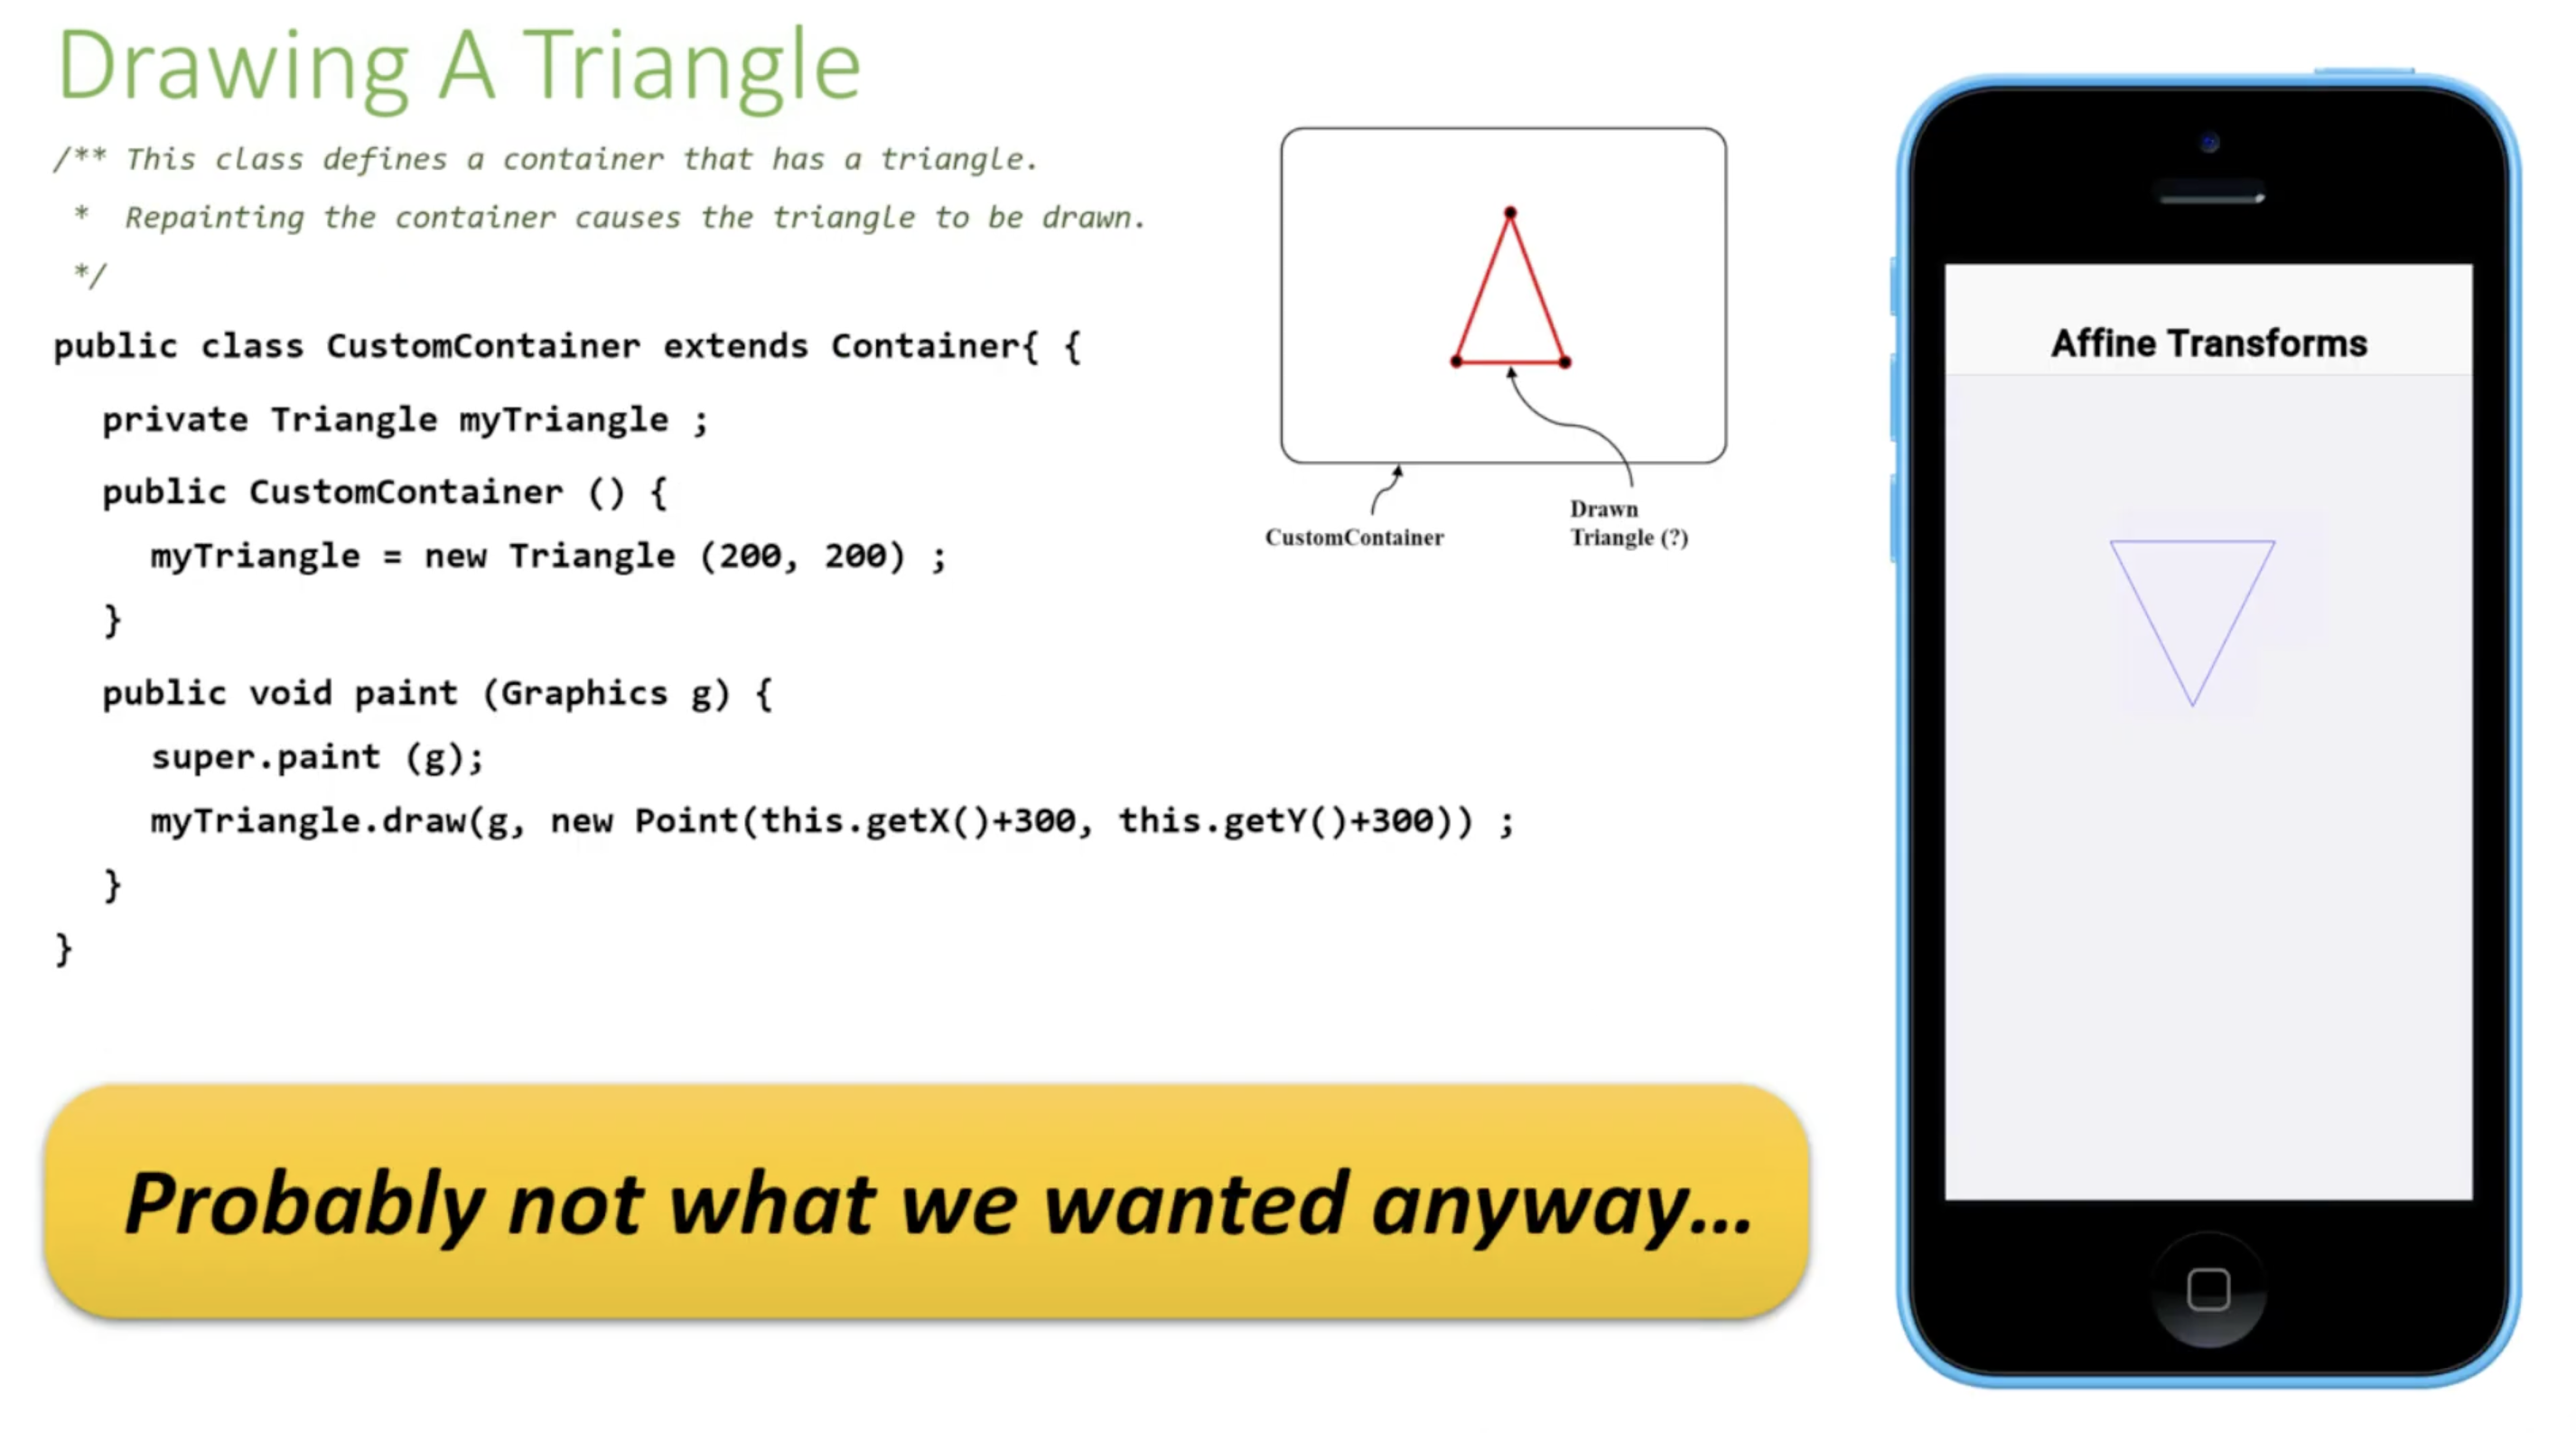 Drawing A Triangle
/** This class defines a container that has a triangle.
* Repainting the container causes the triangle to be drawn.
*/
public class CustomContainer extends Container{ {
private Triangle myTriangle ;
public CustomContainer () {
myTriangle = new Triangle (200, 200) ;
}
public void paint (Graphics g) {
super.paint (g);
myTriangle.draw(g, new Point(this.getX()+300, this.getY()+300)) ;
}
}
CustomContainer
Drawn
Triangle (?)
Affine Transforms
Probably not what we wanted anyway...